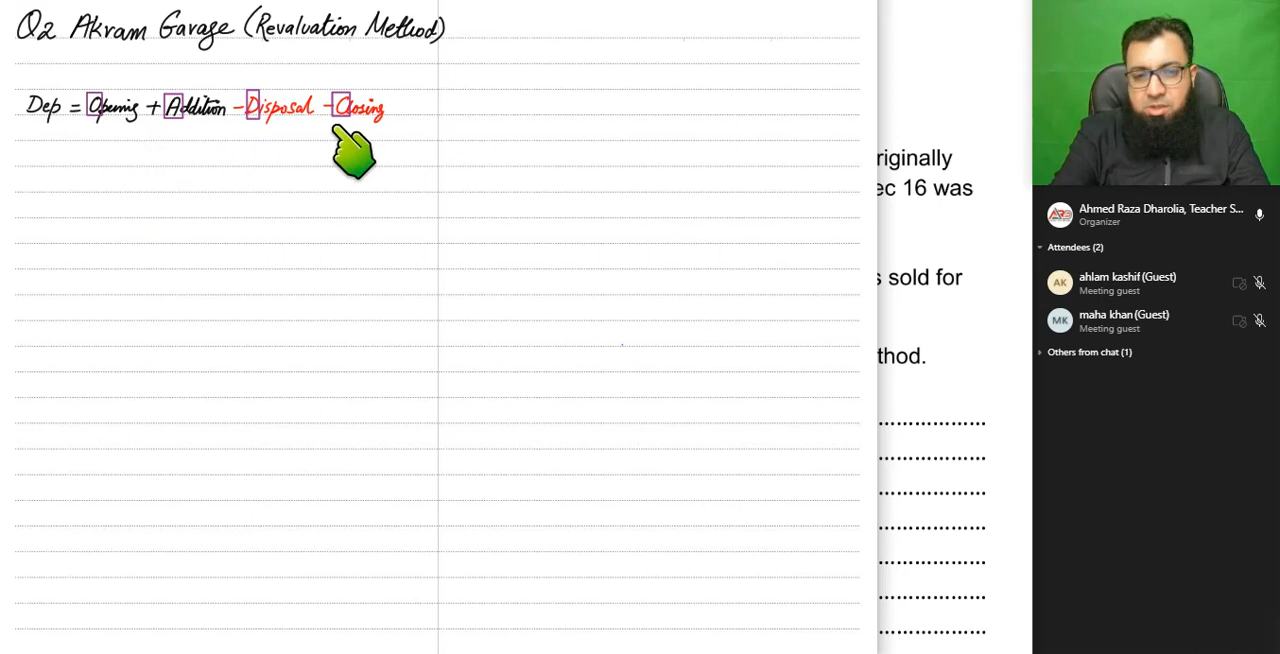 Q2 Akram Garage (Revaluation Method)
Dep = Opening + Addition - Disposal - Closing
riginally
ec 16 was
s sold for
thod.
Ahmed Raza Dharolia, Teacher S...
Organizer
Attendees (2)
AK
ahlam kashif (Guest)
Meeting guest
MK
maha khan (Guest)
Meeting guest
Others from chat (1)